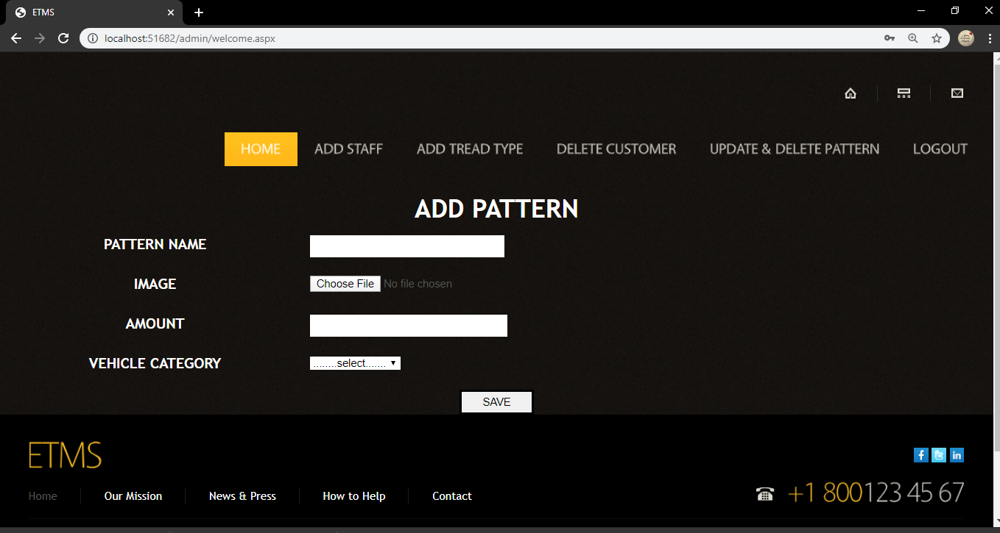 ETMS
localhost:51682/admin/welcome.aspx
HOME ADD STAFF ADD TREAD TYPE DELETE CUSTOMER UPDATE & DELETE PATTERN LOGOUT
ADD PATTERN
PATTERN NAME
IMAGE Choose File No file chosen
AMOUNT
VEHICLE CATEGORY ........select.......
SAVE
ETMS
Home Our Mission News & Press How to Help Contact +1 800123 45 67